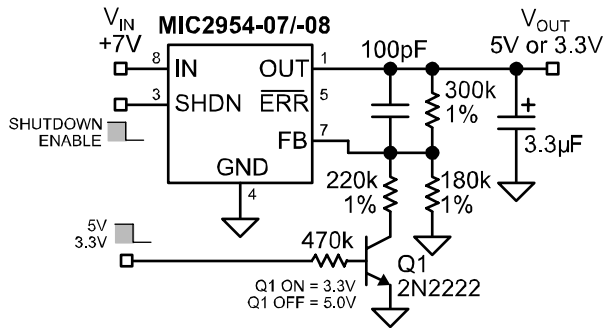 V_IN
+7V
MIC2954-07/-08
V_OUT
5V or 3.3V
100pF
8
IN
OUT
1
3
SHDN
ERR
5
300k
1%
+
SHUTDOWN
ENABLE
FB
7
3.3µF
GND
4
220k
1%
180k
1%
5V
3.3V
470k
Q1
2N2222
Q1 ON = 3.3V
Q1 OFF = 5.0V